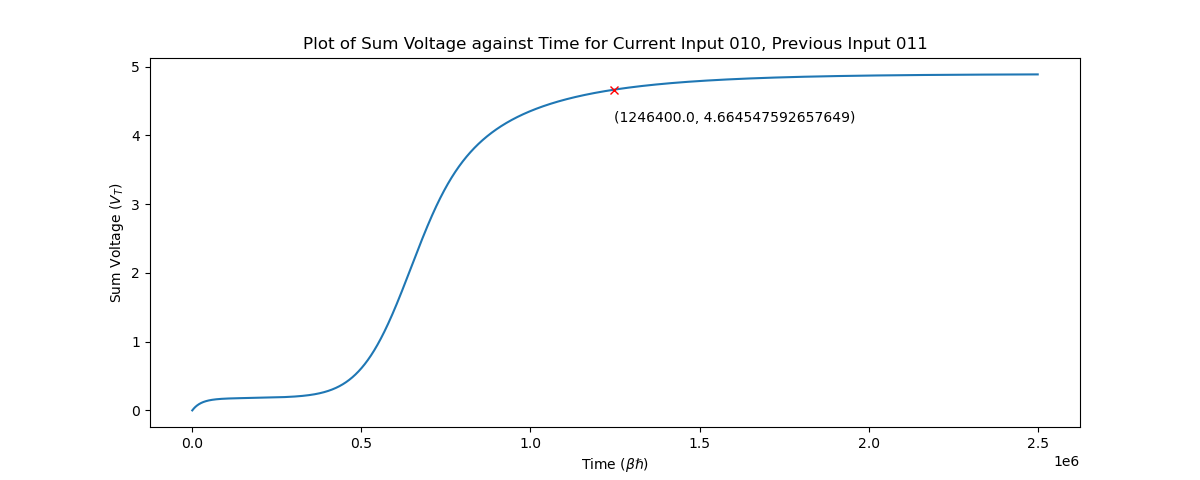 Plot of Sum Voltage against Time for Current Input 010, Previous Input 011
Sum Voltage (V_T)
5
4
3
2
1
0
(1246400.0, 4.664547592657649)
0.0 0.5 1.0 1.5 2.0 2.5
1e6
Time (βℏ)